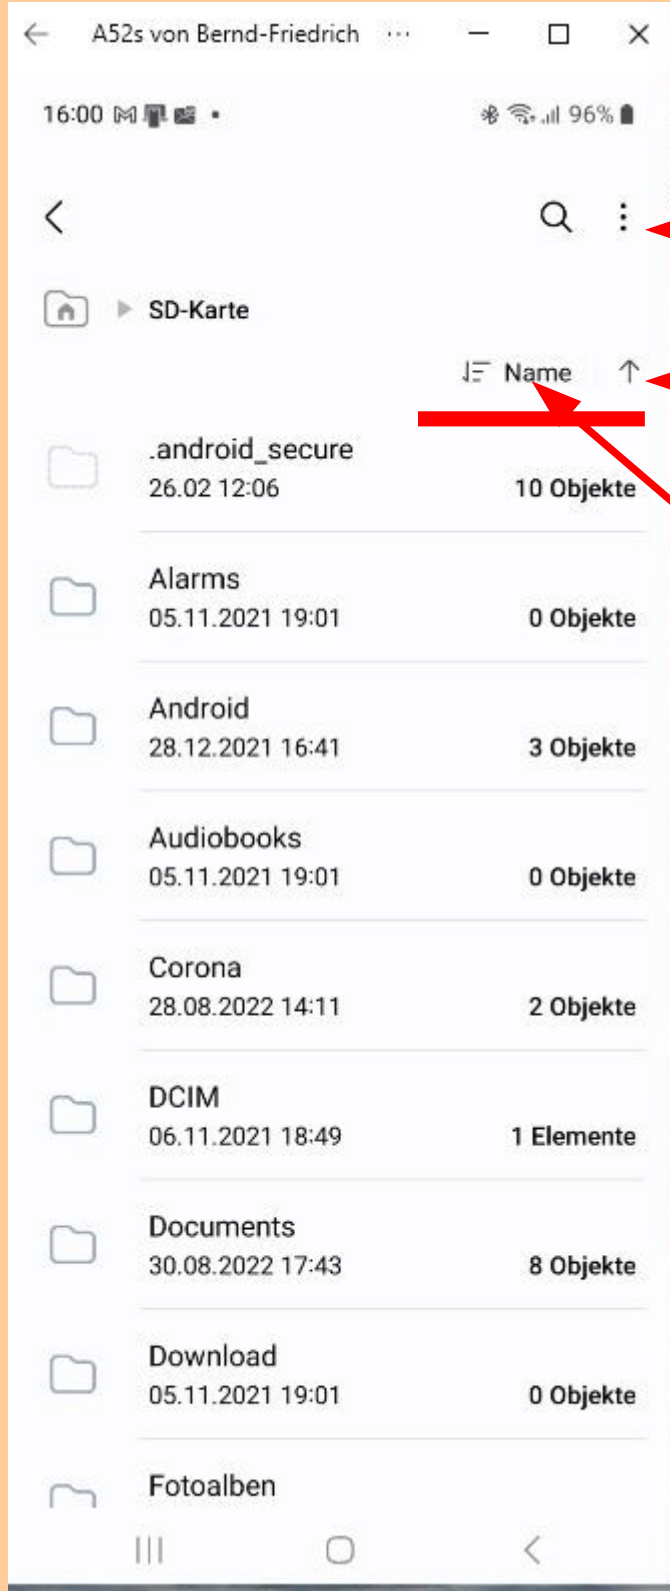 A52s von Bernd-Friedrich ...
16:00 96%
SD-Karte
Name
.android_secure
26.02 12:06 10 Objekte
Alarms
05.11.2021 19:01 0 Objekte
Android
28.12.2021 16:41 3 Objekte
Audiobooks
05.11.2021 19:01 0 Objekte
Corona
28.08.2022 14:11 2 Objekte
DCIM
06.11.2021 18:49 1 Elemente
Documents
30.08.2022 17:43 8 Objekte
Download
05.11.2021 19:01 0 Objekte
Fotoalben